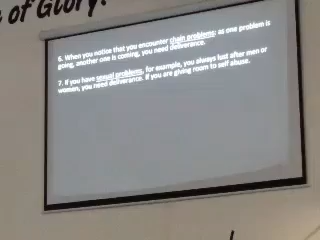 of Glory!
6. When you notice that you encounter chain problems: as one problem is
going, another one is coming, you need deliverance.
7. If you have sexual problems, for example, you always lust after men or
women, you need deliverance. If you are giving room to self abuse.